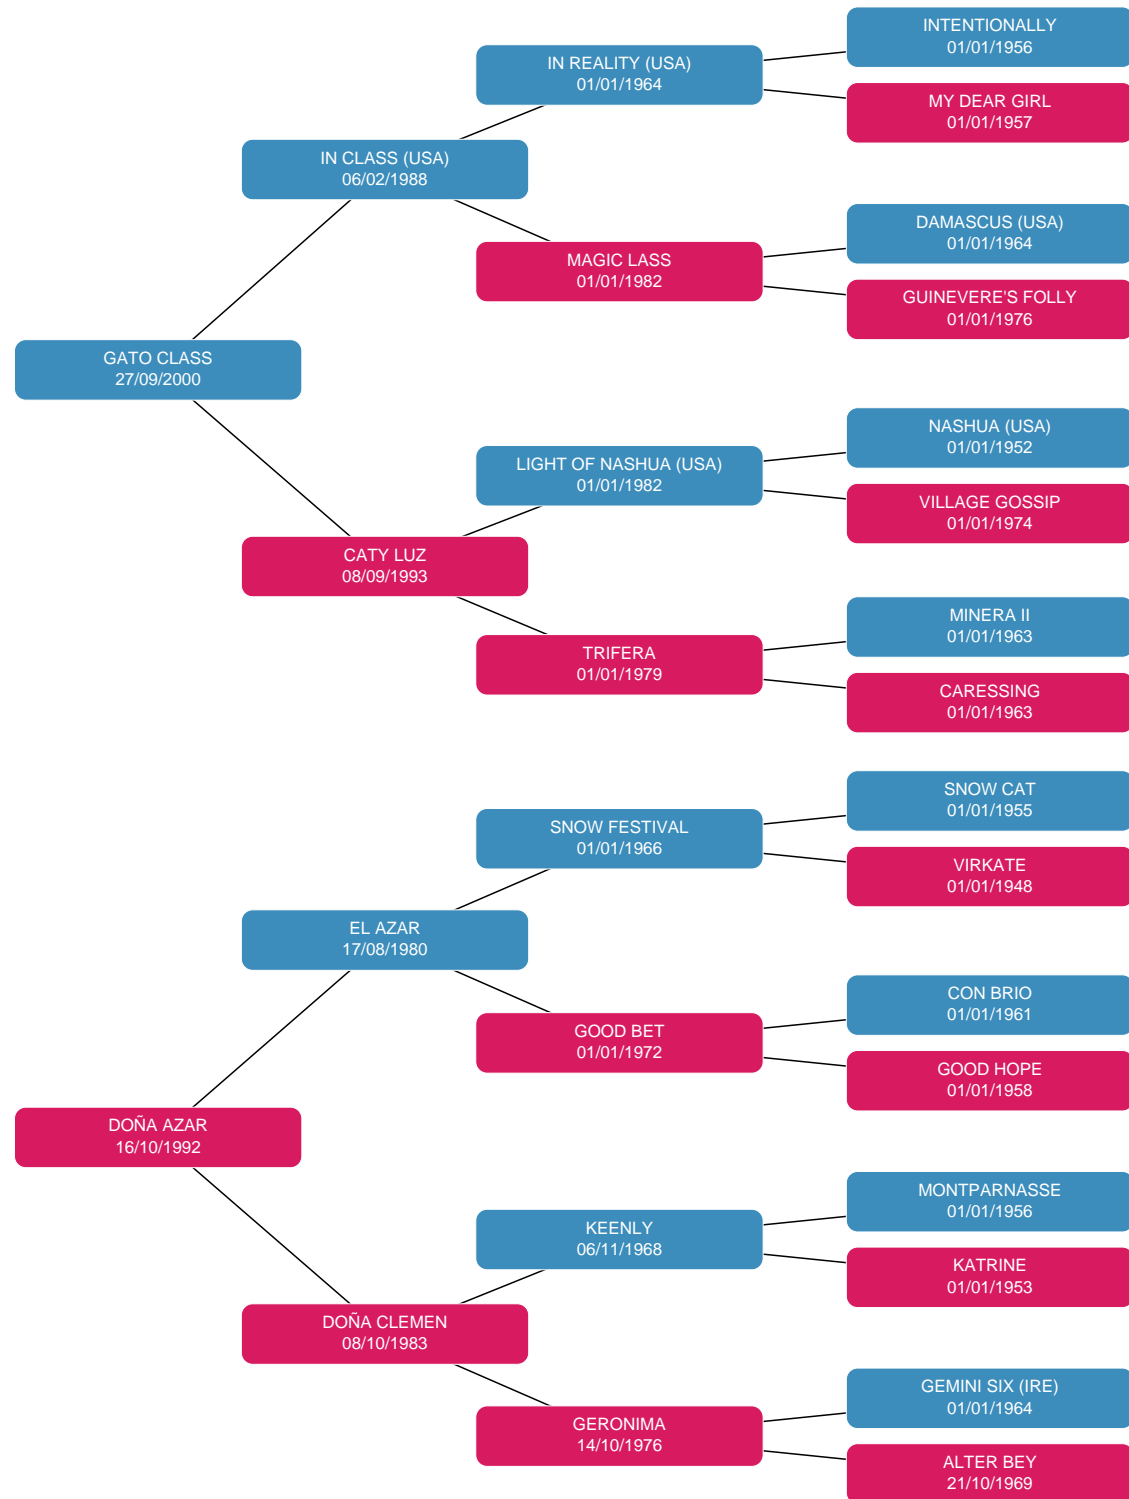 INTENTIONALLY
01/01/1956
IN REALITY (USA)
01/01/1964
MY DEAR GIRL
01/01/1957
IN CLASS (USA)
06/02/1988
DAMASCUS (USA)
01/01/1964
MAGIC LASS
01/01/1982
GUINEVERE'S FOLLY
01/01/1976
GATO CLASS
27/09/2000
NASHUA (USA)
01/01/1952
LIGHT OF NASHUA (USA)
01/01/1982
VILLAGE GOSSIP
01/01/1974
CATY LUZ
08/09/1993
MINERA II
01/01/1963
TRIFERA
01/01/1979
CARESSING
01/01/1963
SNOW CAT
01/01/1955
SNOW FESTIVAL
01/01/1966
VIRKATE
01/01/1948
EL AZAR
17/08/1980
CON BRIO
01/01/1961
GOOD BET
01/01/1972
GOOD HOPE
01/01/1958
DOÑA AZAR
16/10/1992
MONTPARNASSE
01/01/1956
KEENLY
06/11/1968
KATRINE
01/01/1953
DOÑA CLEMEN
08/10/1983
GEMINI SIX (IRE)
01/01/1964
GERONIMA
14/10/1976
ALTER BEY
21/10/1969